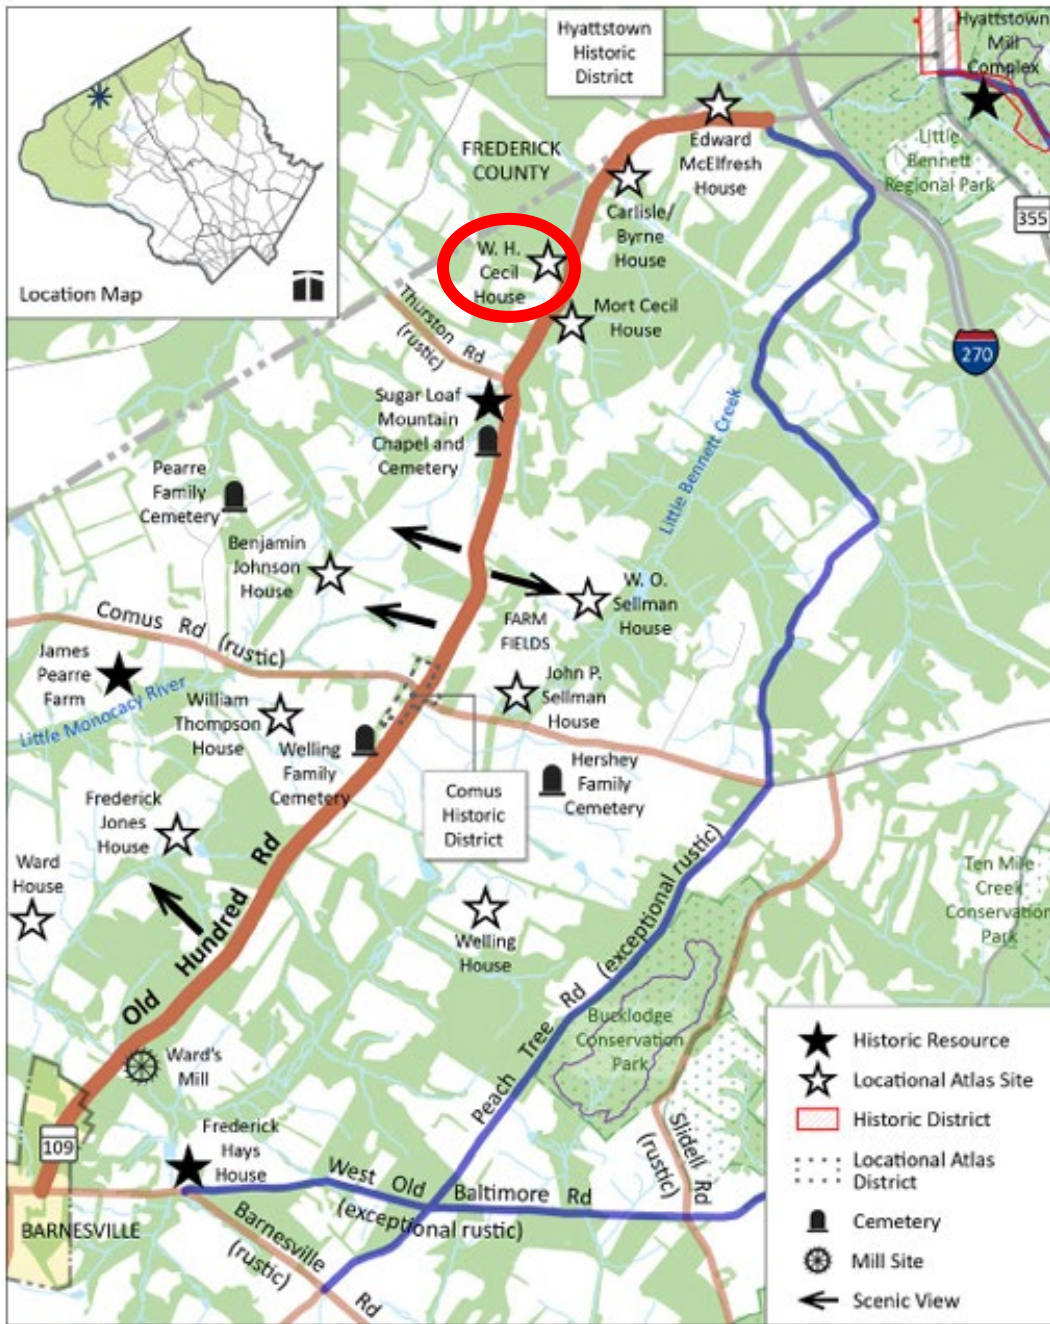 Location Map
Hyattstown
Historic
District
Hyattstown
Mill
Complex
Little
Bennett
Regional Park
355
270
FREDERICK
COUNTY
Edward
McElfresh
House
Carlisle/
Byrne
House
W. H.
Cecil
House
Mort Cecil
House
Thurston Rd
(rustic)
Sugar Loaf
Mountain
Chapel and
Cemetery
Little Bennett Creek
Pearre
Family
Cemetery
Benjamin
Johnson
House
W. O.
Sellman
House
FARM
FIELDS
Comus Rd (rustic)
James
Pearre
Farm
Little Monocacy River
William
Thompson
House
John P.
Sellman
House
Welling
Family
Cemetery
Hershey
Family
Cemetery
Comus
Historic
District
Frederick
Jones
House
Ward
House
Old Hundred Rd
Welling
House
Ten Mile
Creek
Conservation
Park
Peach Tree Rd (exceptional rustic)
Bucklodge
Conservation
Park
Ward's
Mill
109
Frederick
Hays
House
Slidell Rd
(rustic)
West Old Baltimore Rd
(exceptional rustic)
BARNESVILLE
Barnesville Rd
(rustic)
Historic Resource
Locational Atlas Site
Historic District
Locational Atlas
District
Cemetery
Mill Site
Scenic View